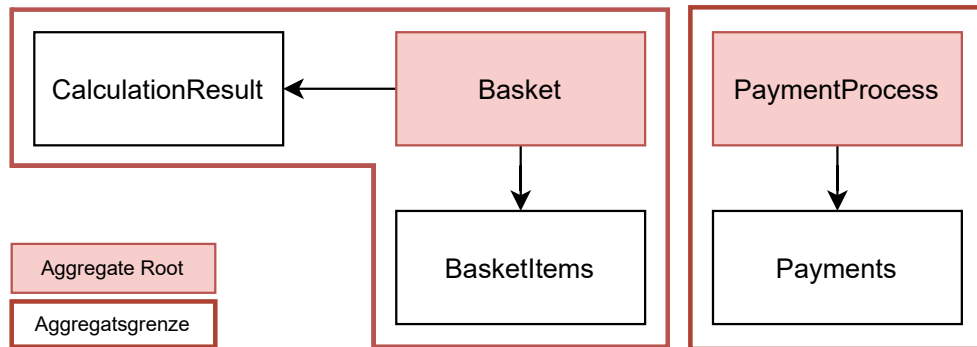 CalculationResult
Basket
PaymentProcess
BasketItems
Payments
Aggregate Root
Aggregatsgrenze